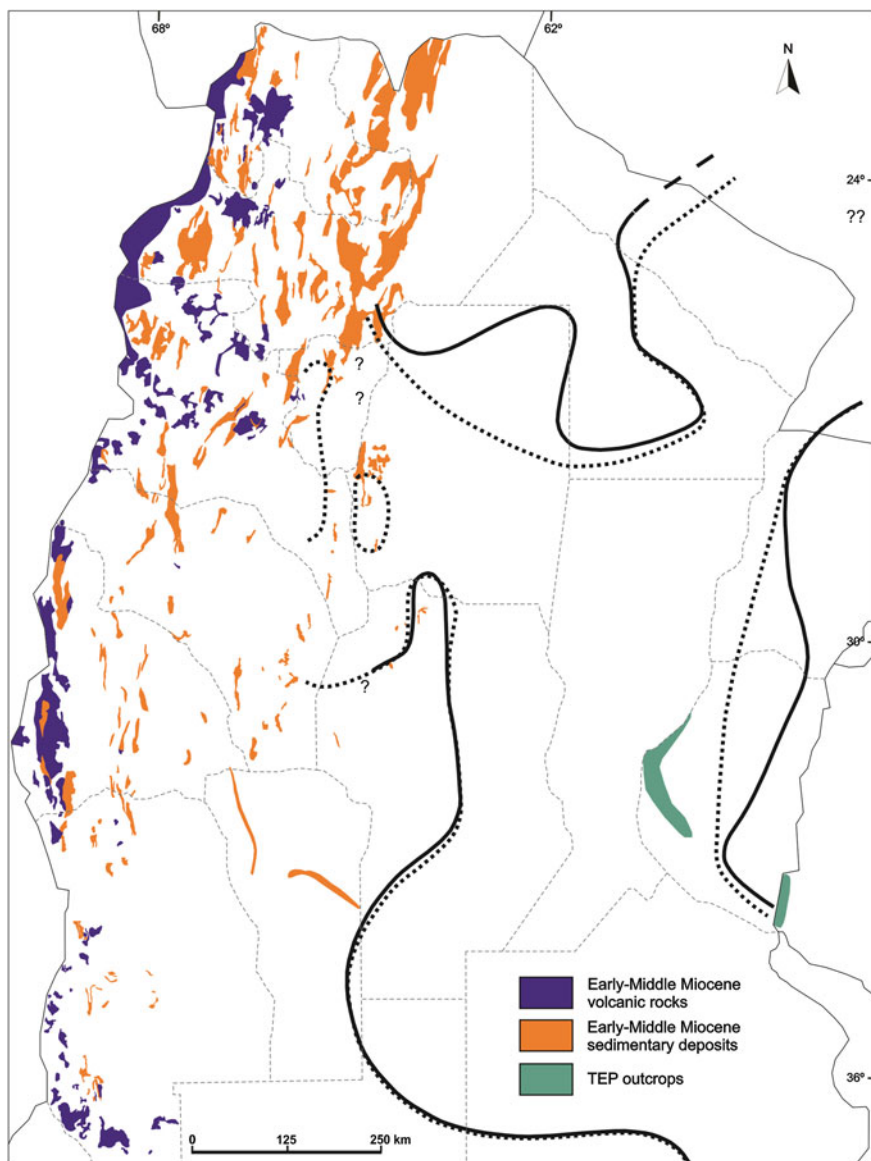 68º
62º
N
24º
??
?
?
30º
?
Early-Middle Miocene
volcanic rocks
Early-Middle Miocene
sedimentary deposits
TEP outcrops
36º
0
125
250 km